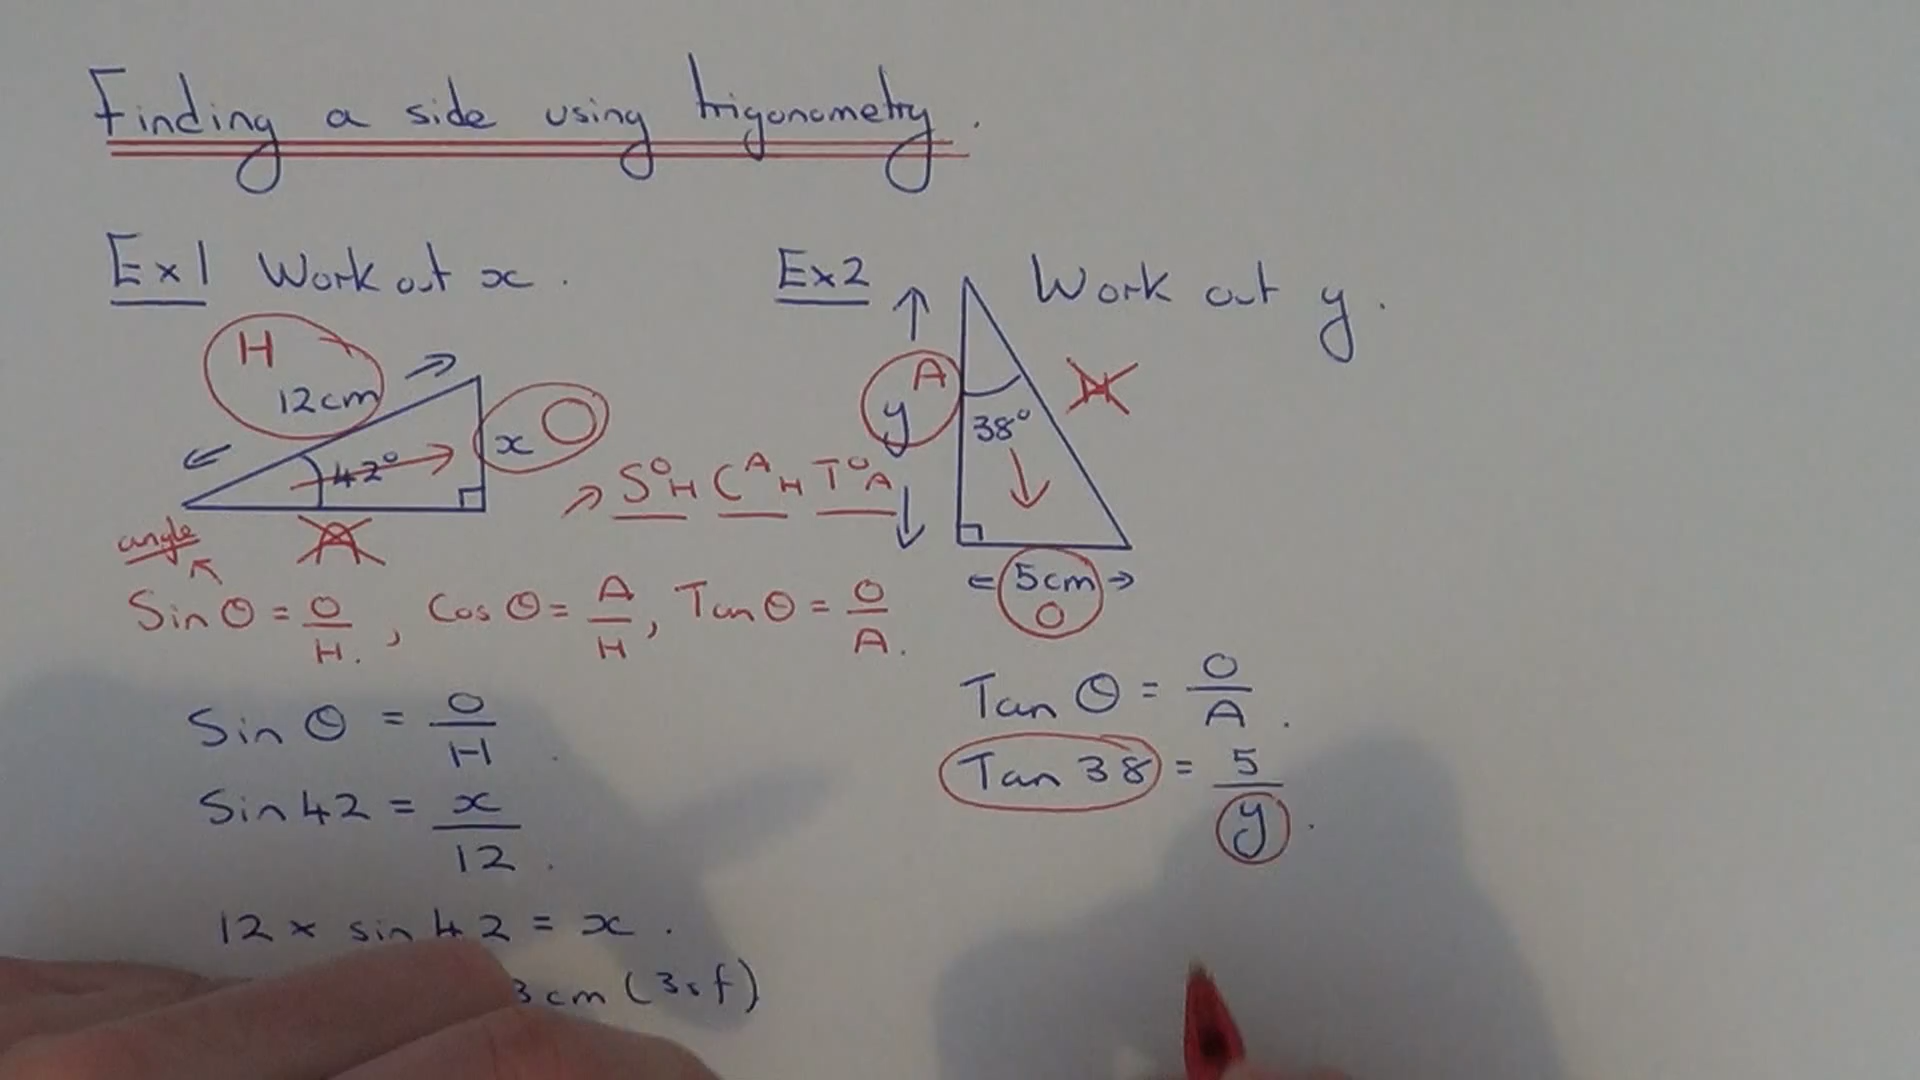 Finding a side using trigonometry.
Ex1 Work out x.
H
12cm
42°
x O
A
angle
SOH CAH TOA
Sin θ = O/H, Cos θ = A/H, Tan θ = O/A.
Sin θ = O/H.
Sin 42 = x/12.
12 × sin 42 = x.
3cm (3sf)
Ex2 Work out y.
A
y
38°
H
5cm
O
Tan θ = O/A.
Tan 38 = 5/y.